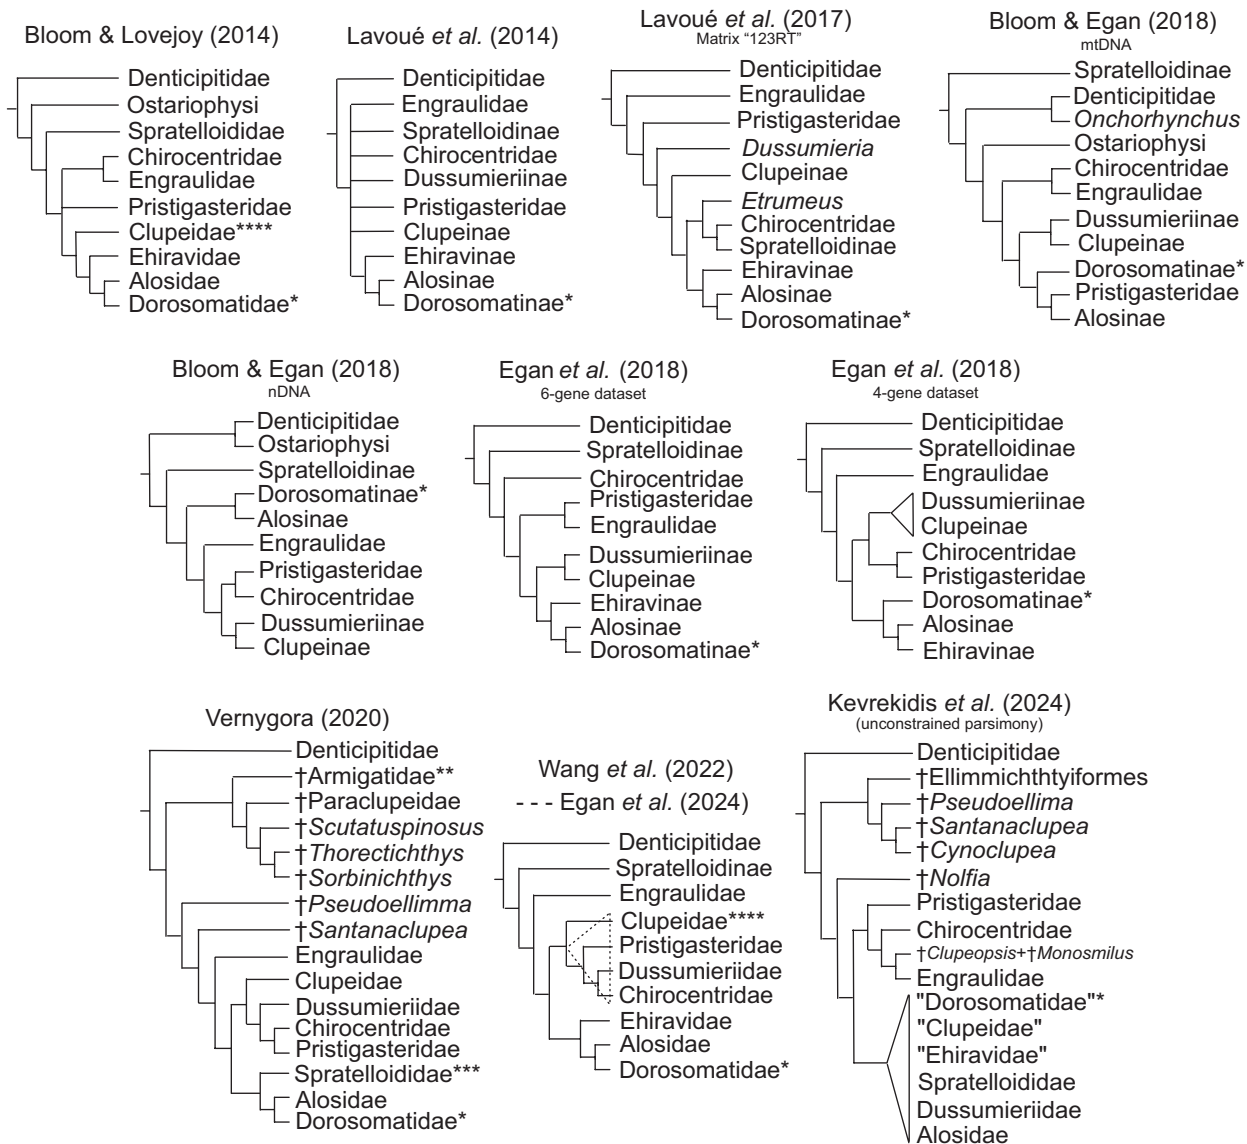 Bloom & Lovejoy (2014)
Denticipitidae
Ostariophysi
Spratelloididae
Chirocentridae
Engraulidae
Pristigasteridae
Clupeidae****
Ehiravidae
Alosidae
Dorosomatidae*
Lavoué et al. (2014)
Denticipitidae
Engraulidae
Spratelloidinae
Chirocentridae
Dussumieriinae
Pristigasteridae
Clupeinae
Ehiravinae
Alosinae
Dorosomatinae*
Lavoué et al. (2017)
Matrix “123RT”
Denticipitidae
Engraulidae
Pristigasteridae
Dussumieria
Clupeinae
Etrumeus
Chirocentridae
Spratelloidinae
Ehiravinae
Alosinae
Dorosomatinae*
Bloom & Egan (2018)
mtDNA
Spratelloidinae
Denticipitidae
Onchorhynchus
Ostariophysi
Chirocentridae
Engraulidae
Dussumieriinae
Clupeinae
Dorosomatinae*
Pristigasteridae
Alosinae
Bloom & Egan (2018)
nDNA
Denticipitidae
Ostariophysi
Spratelloidinae
Dorosomatinae*
Alosinae
Engraulidae
Pristigasteridae
Chirocentridae
Dussumieriinae
Clupeinae
Egan et al. (2018)
6-gene dataset
Denticipitidae
Spratelloidinae
Chirocentridae
Pristigasteridae
Engraulidae
Dussumieriinae
Clupeinae
Ehiravinae
Alosinae
Dorosomatinae*
Egan et al. (2018)
4-gene dataset
Denticipitidae
Spratelloidinae
Engraulidae
Dussumieriinae
Clupeinae
Chirocentridae
Pristigasteridae
Dorosomatinae*
Alosinae
Ehiravinae
Vernygora (2020)
Denticipitidae
†Armigatidae**
†Paraclupeidae
†Scutatuspinosus
†Thorectichthys
†Sorbinichthys
†Pseudoellimma
†Santanaclupea
Engraulidae
Clupeidae
Dussumieriidae
Chirocentridae
Pristigasteridae
Spratelloididae***
Alosidae
Dorosomatidae*
Wang et al. (2022)
--- Egan et al. (2024)
Denticipitidae
Spratelloidinae
Engraulidae
Clupeidae****
Pristigasteridae
Dussumieriidae
Chirocentridae
Ehiravidae
Alosidae
Dorosomatidae*
Kevrekidis et al. (2024)
(unconstrained parsimony)
Denticipitidae
†Ellimmichthtyiformes
†Pseudoellima
†Santanaclupea
†Cynoclupea
†Nolfia
Pristigasteridae
Chirocentridae
†Clupeopsis+†Monosmilus
Engraulidae
"Dorosomatidae"*
"Clupeidae"
"Ehiravidae"
Spratelloididae
Dussumieriidae
Alosidae